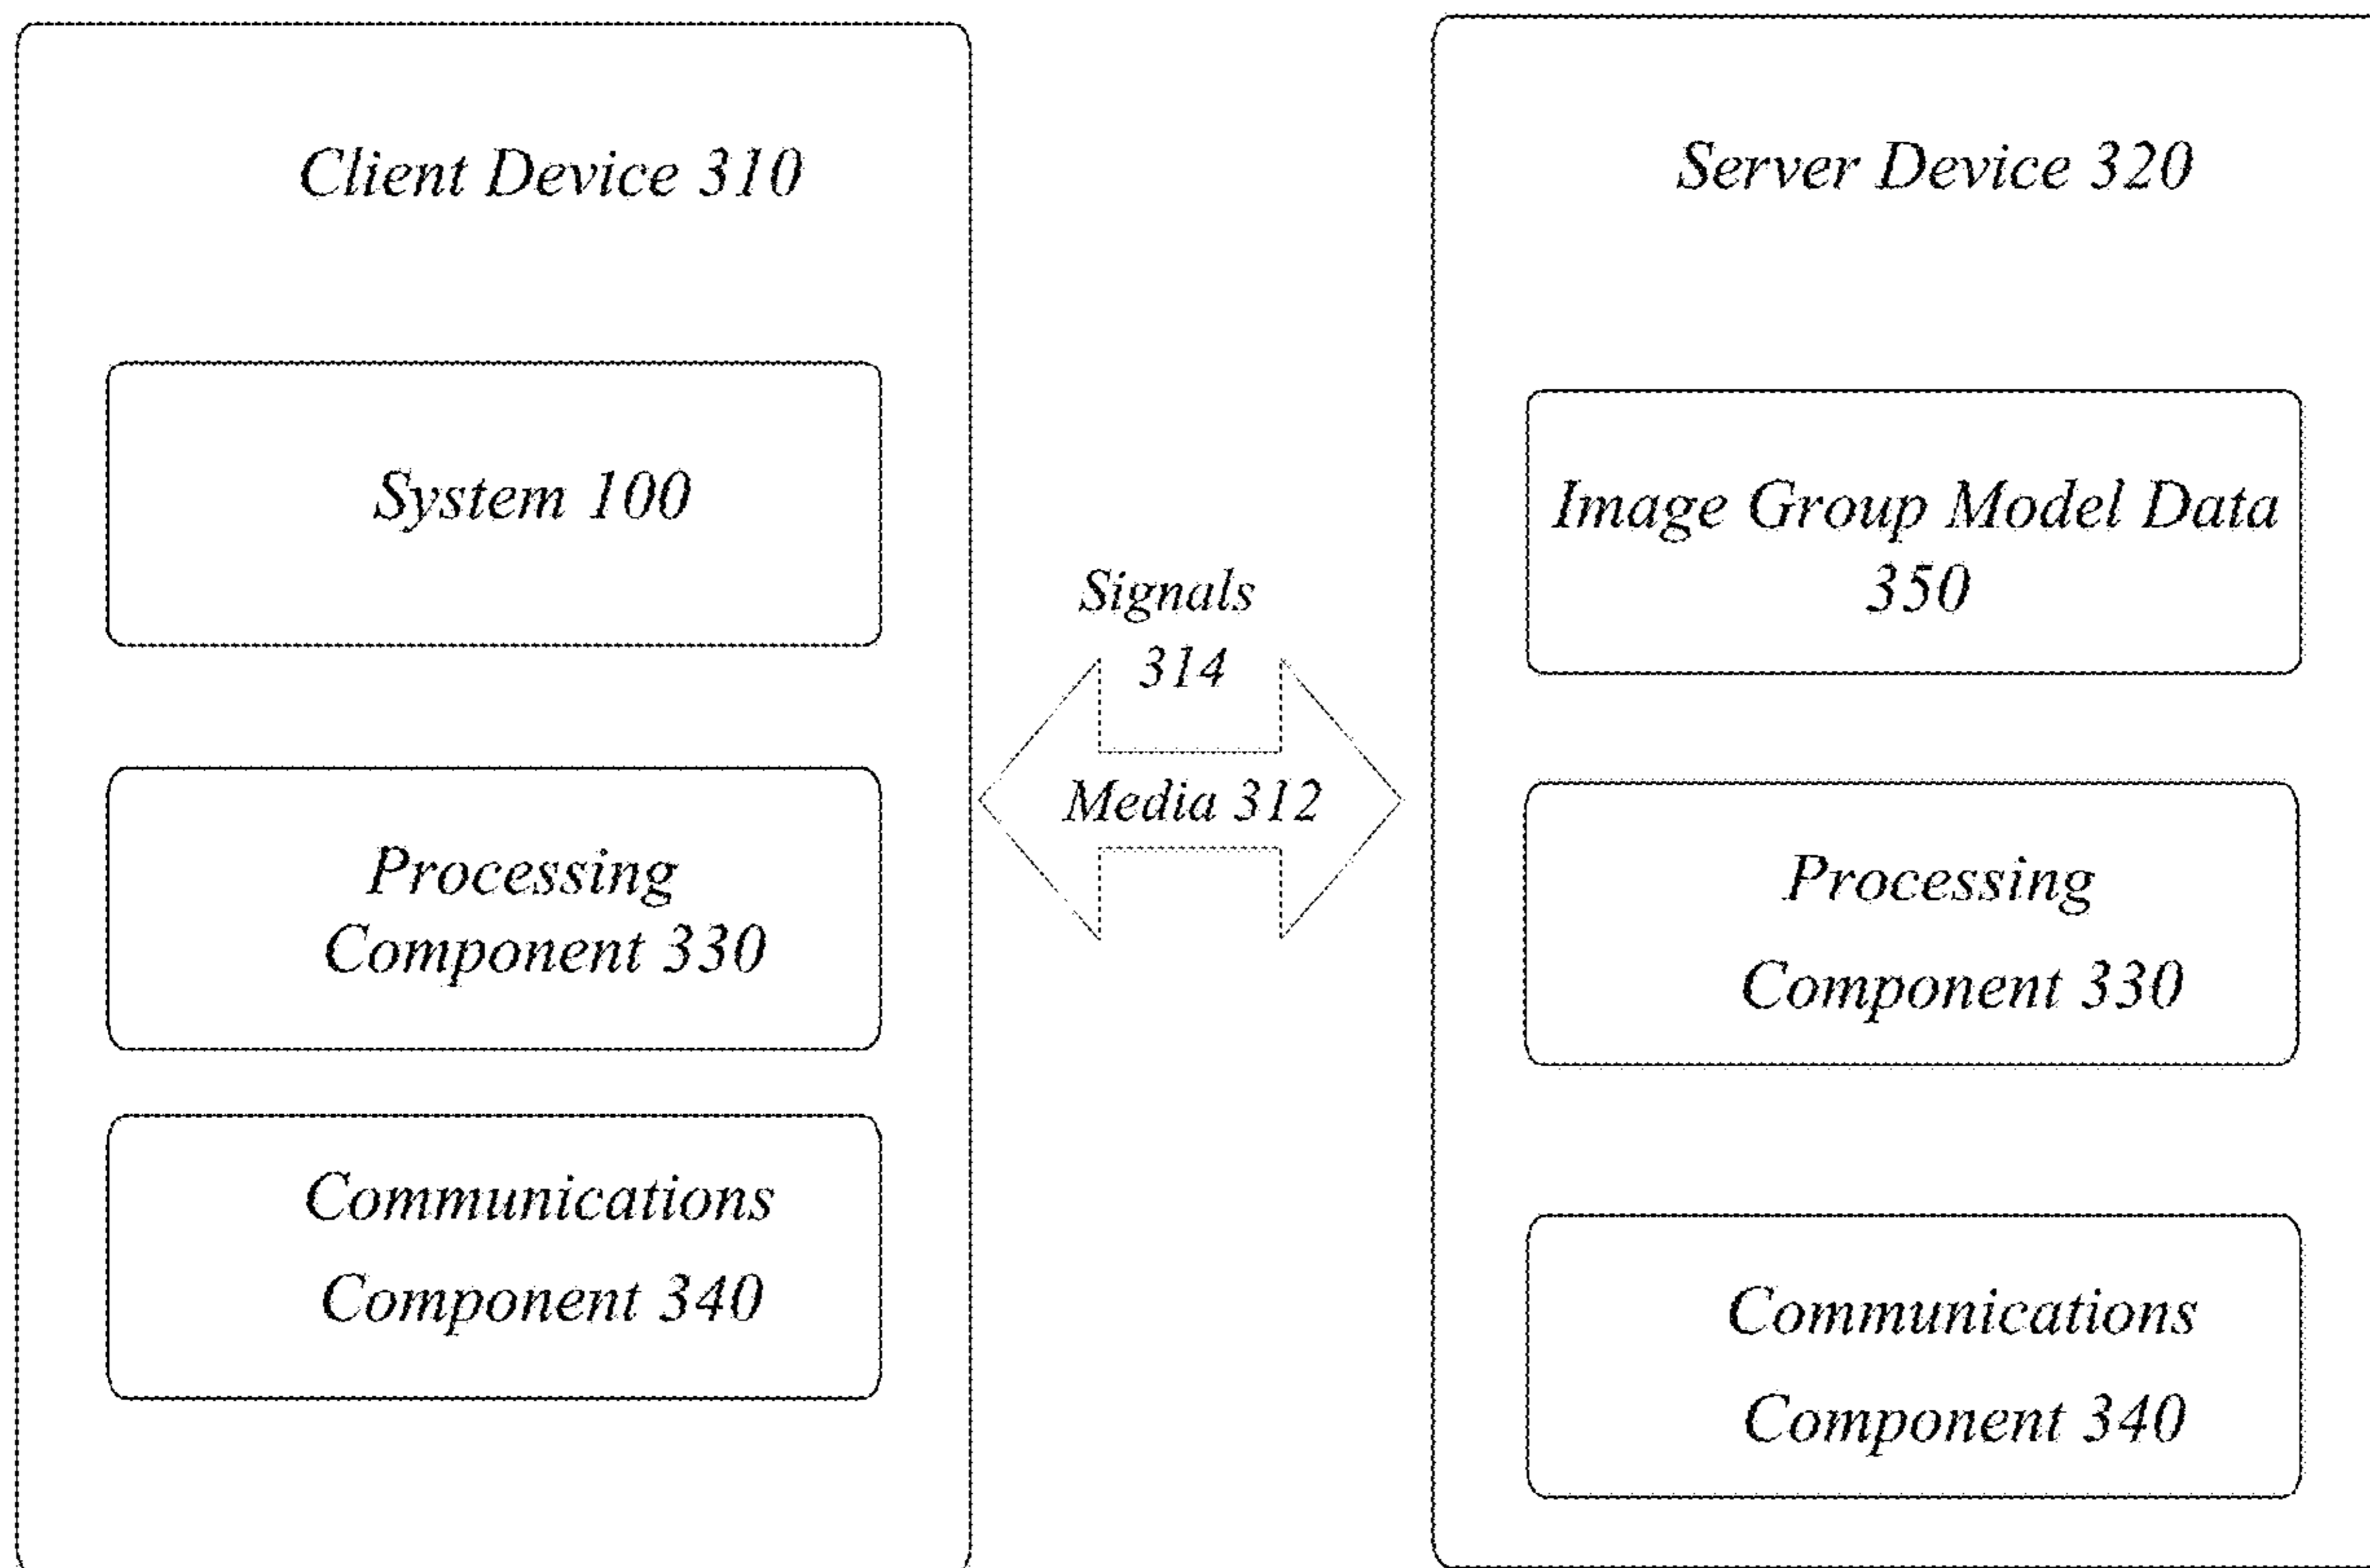 Client Device 310
System 100
Processing
Component 330
Communications
Component 340
Signals
314
Media 312
Server Device 320
Image Group Model Data
350
Processing
Component 330
Communications
Component 340